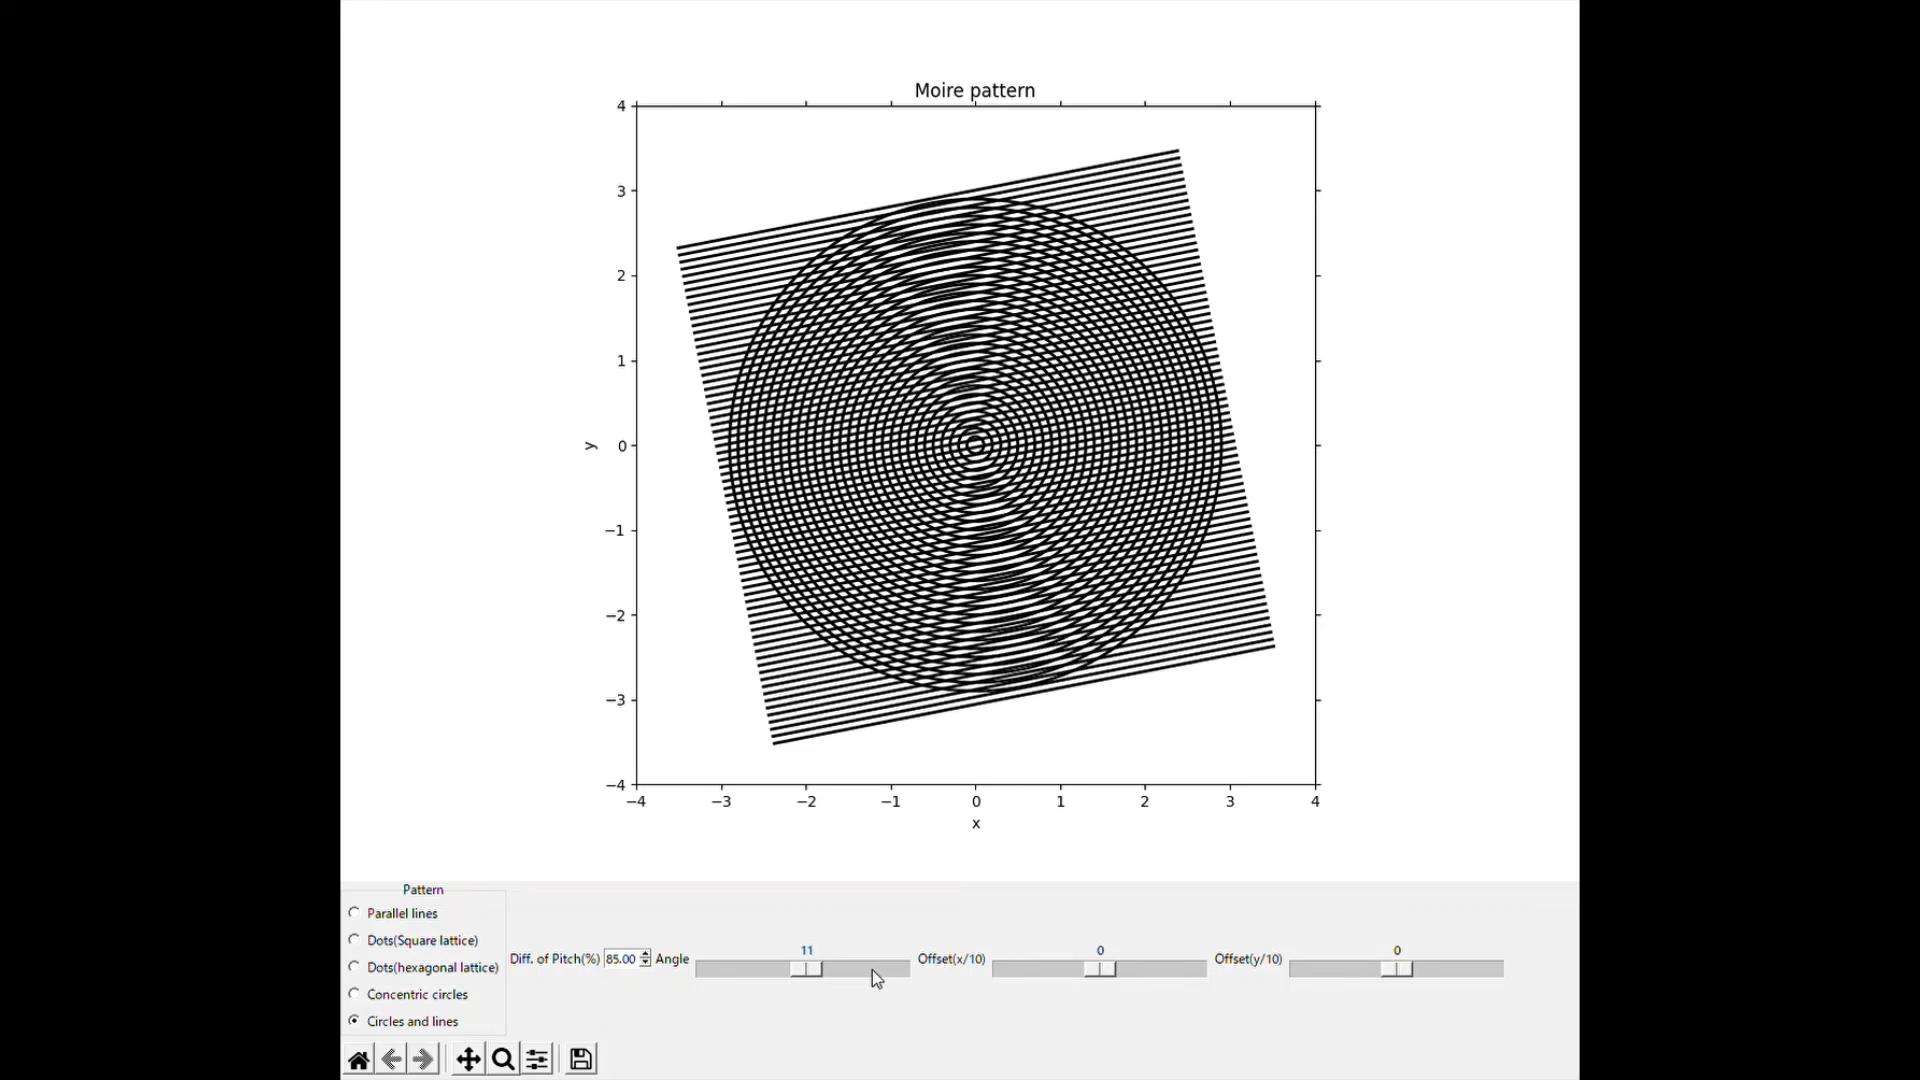 Moire pattern
4
3
2
1
0
−1
−2
−3
−4
y
−4 −3 −2 −1 0 1 2 3 4
x
Pattern
Parallel lines
Dots(Square lattice)
Dots(hexagonal lattice)
Concentric circles
Circles and lines
Diff. of Pitch(%) 85.00 Angle 11 Offset(x/10) 0 Offset(y/10) 0